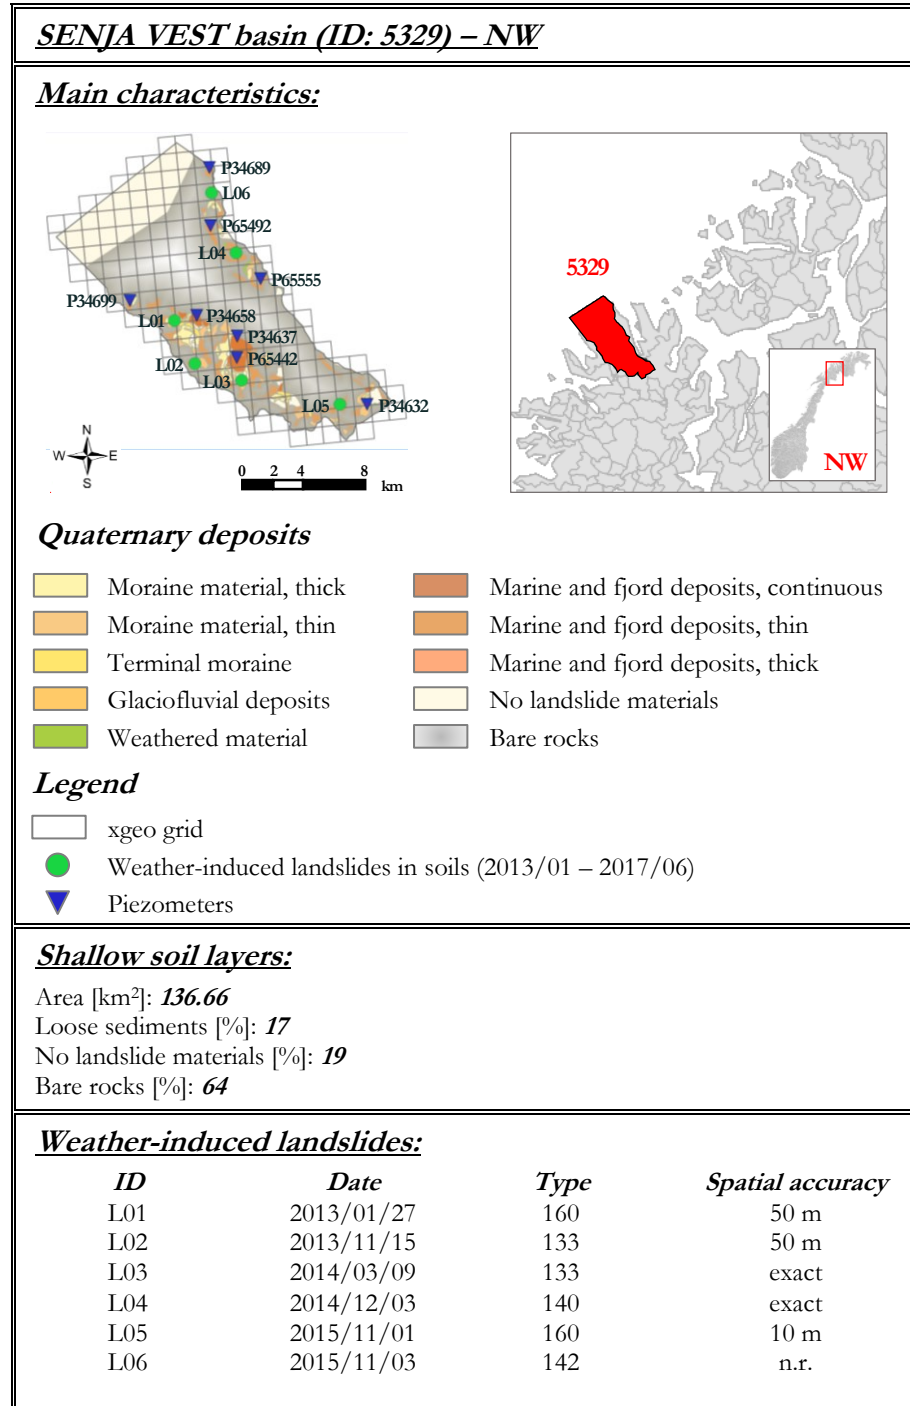 SENJA VEST basin (ID: 5329) – NW
Main characteristics:
P34689
L06
P65492
L04
P65555
P34699
P34658
L01
P34637
P65442
L02
L03
L05
P34632
N
W E
S
0 2 4 8
km
5329
NW
Quaternary deposits
Moraine material, thick
Marine and fjord deposits, continuous
Moraine material, thin
Marine and fjord deposits, thin
Terminal moraine
Marine and fjord deposits, thick
Glaciofluvial deposits
No landslide materials
Weathered material
Bare rocks
Legend
xgeo grid
Weather-induced landslides in soils (2013/01 – 2017/06)
Piezometers
Shallow soil layers:
Area [km²]: 136.66
Loose sediments [%]: 17
No landslide materials [%]: 19
Bare rocks [%]: 64
Weather-induced landslides:
ID Date Type Spatial accuracy
L01 2013/01/27 160 50 m
L02 2013/11/15 133 50 m
L03 2014/03/09 133 exact
L04 2014/12/03 140 exact
L05 2015/11/01 160 10 m
L06 2015/11/03 142 n.r.